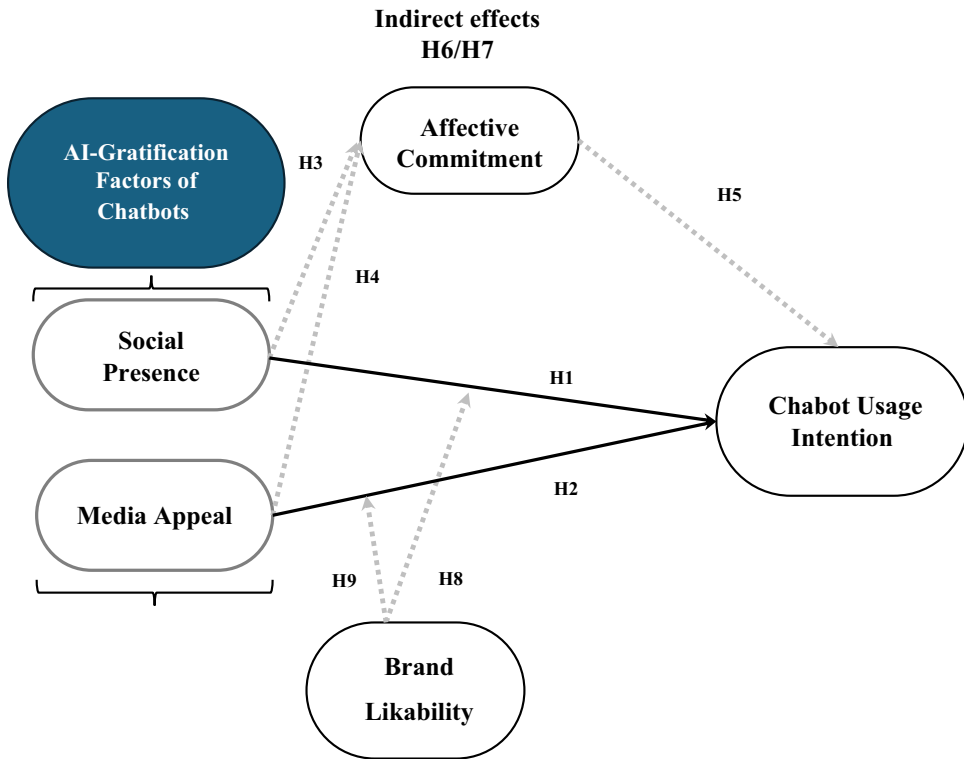 Indirect effects
H6/H7
Affective
Commitment
AI-Gratification
Factors of
Chatbots
H3
H5
H4
Social
Presence
H1
Chabot Usage
Intention
Media Appeal
H2
H9
H8
Brand
Likability